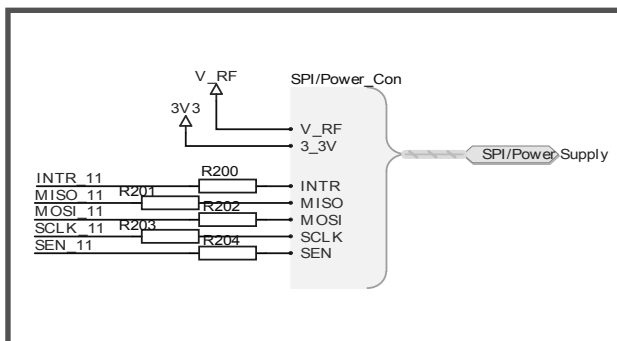 V_RF
SPI/Power_Con
3V3
V_RF
3_3V
SPI/Power Supply
R200
INTR_11
INTR
MISO_11
R201
MISO
MOSI_11
R202
MOSI
SCLK_11
R203
SCLK
SEN_11
R204
SEN